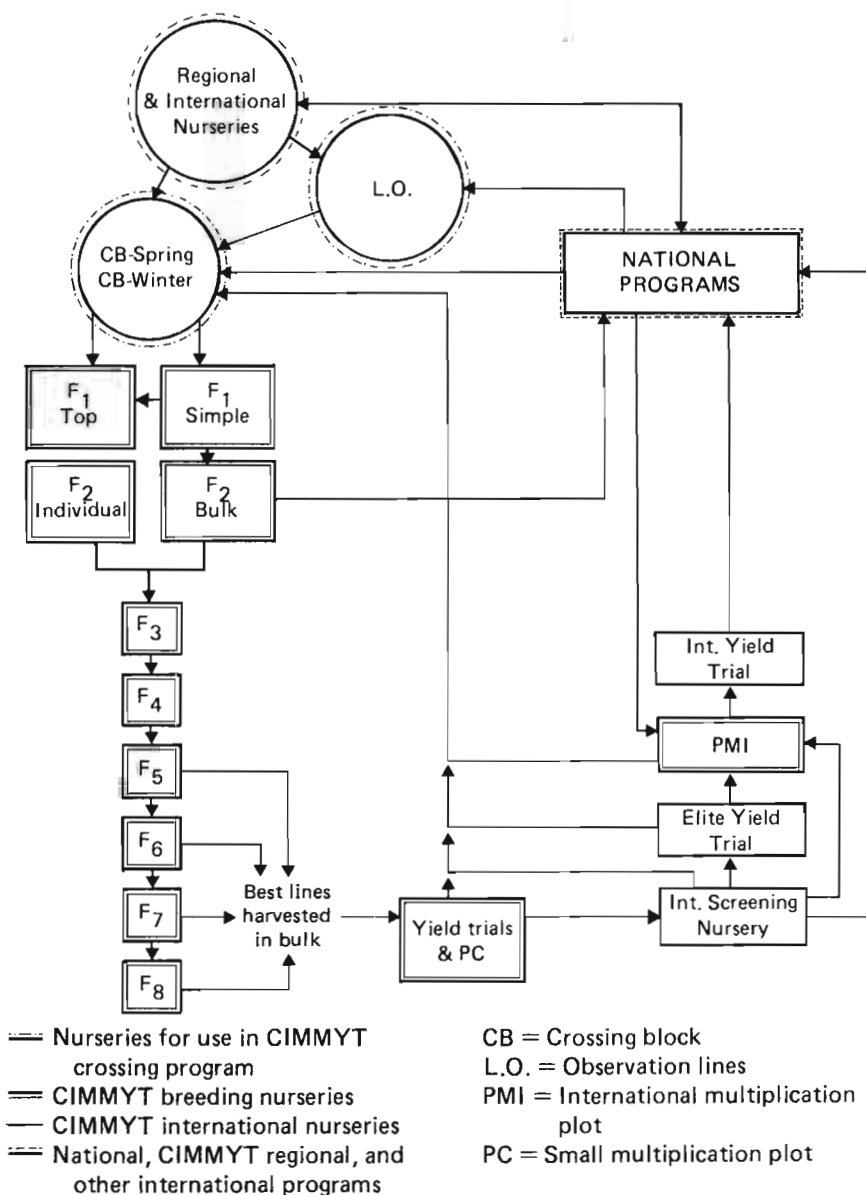 Regional
& International
Nurseries
L.O.
CB-Spring
CB-Winter
NATIONAL
PROGRAMS
F1
Top
F1
Simple
F2
Individual
F2
Bulk
F3
F4
F5
F6
F7
F8
Best lines
harvested
in bulk
Yield trials
& PC
Int. Yield
Trial
PMI
Elite Yield
Trial
Int. Screening
Nursery
Nurseries for use in CIMMYT
crossing program
CIMMYT breeding nurseries
CIMMYT international nurseries
National, CIMMYT regional, and
other international programs
CB = Crossing block
L.O. = Observation lines
PMI = International multiplication
plot
PC = Small multiplication plot